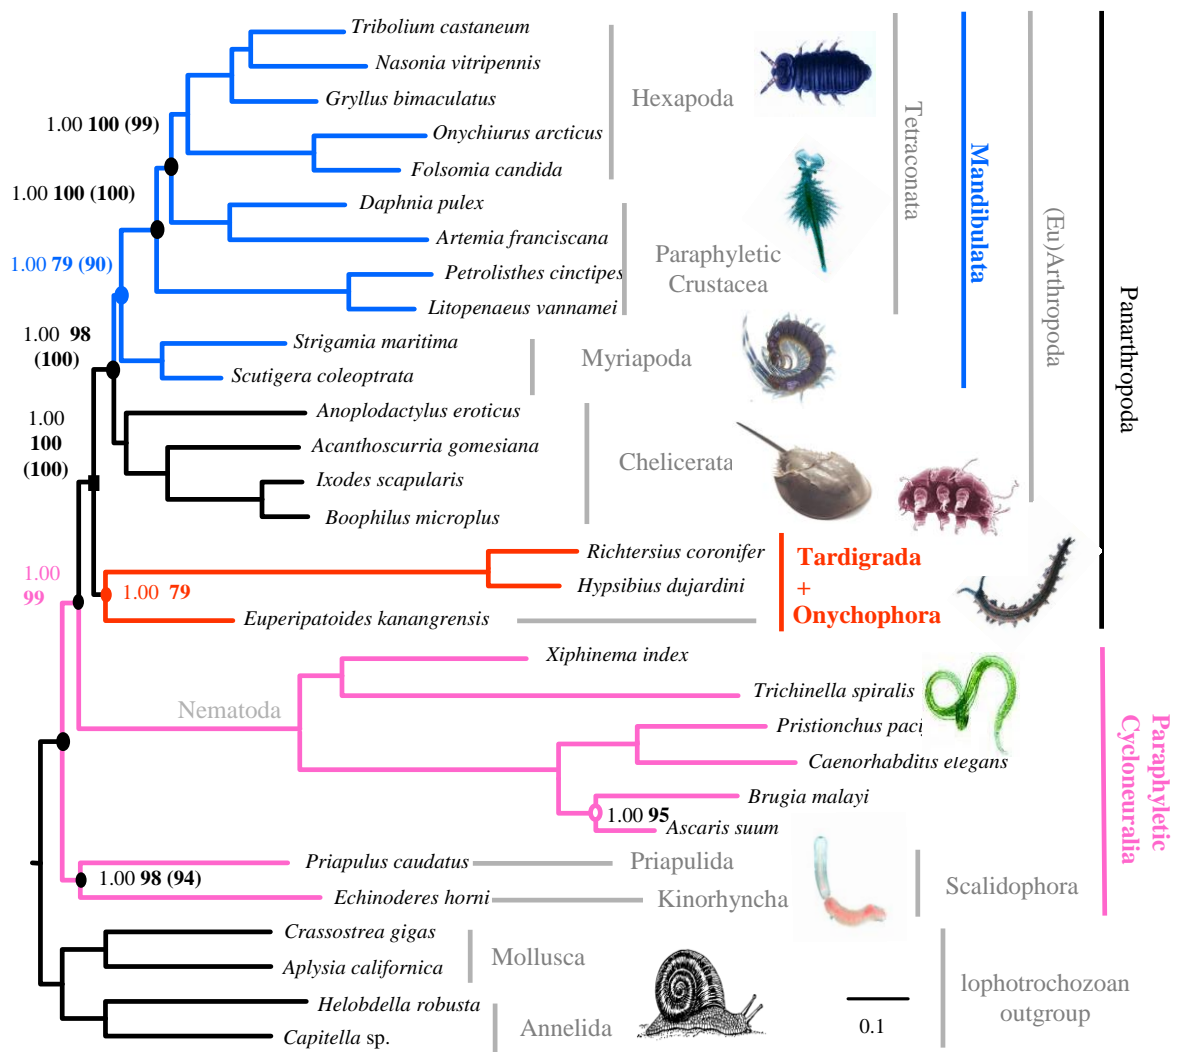 Tribolium castaneum
Nasonia vitripennis
Gryllus bimaculatus
Hexapoda
1.00 100 (99)
Onychiurus arcticus
Folsomia candida
Tetraconata
Mandibulata
(Eu)Arthropoda
Panarthropoda
1.00 100 (100)
Daphnia pulex
Artemia franciscana
Paraphyletic
Crustacea
1.00 79 (90)
Petrolisthes cinctipes
Litopenaeus vannamei
1.00 98
(100)
Strigamia maritima
Myriapoda
Scutigera coleoptrata
1.00
100
(100)
Anoplodactylus eroticus
Acanthoscurria gomesiana
Chelicerata
Ixodes scapularis
Boophilus microplus
Richtersius coronifer
Hypsibius dujardini
Tardigrada
+
Onychophora
1.00
99
1.00 79
Euperipatoides kanangrensis
Xiphinema index
Nematoda
Trichinella spiralis
Pristionchus paci
Caenorhabditis elegans
Paraphyletic
Cycloneuralia
Brugia malayi
1.00 95
Ascaris suum
Priapulus caudatus
Priapulida
1.00 98 (94)
Echinoderes horni
Kinorhyncha
Scalidophora
Crassostrea gigas
Mollusca
Aplysia californica
Helobdella robusta
Annelida
Capitella sp.
lophotrochozoan
outgroup
0.1